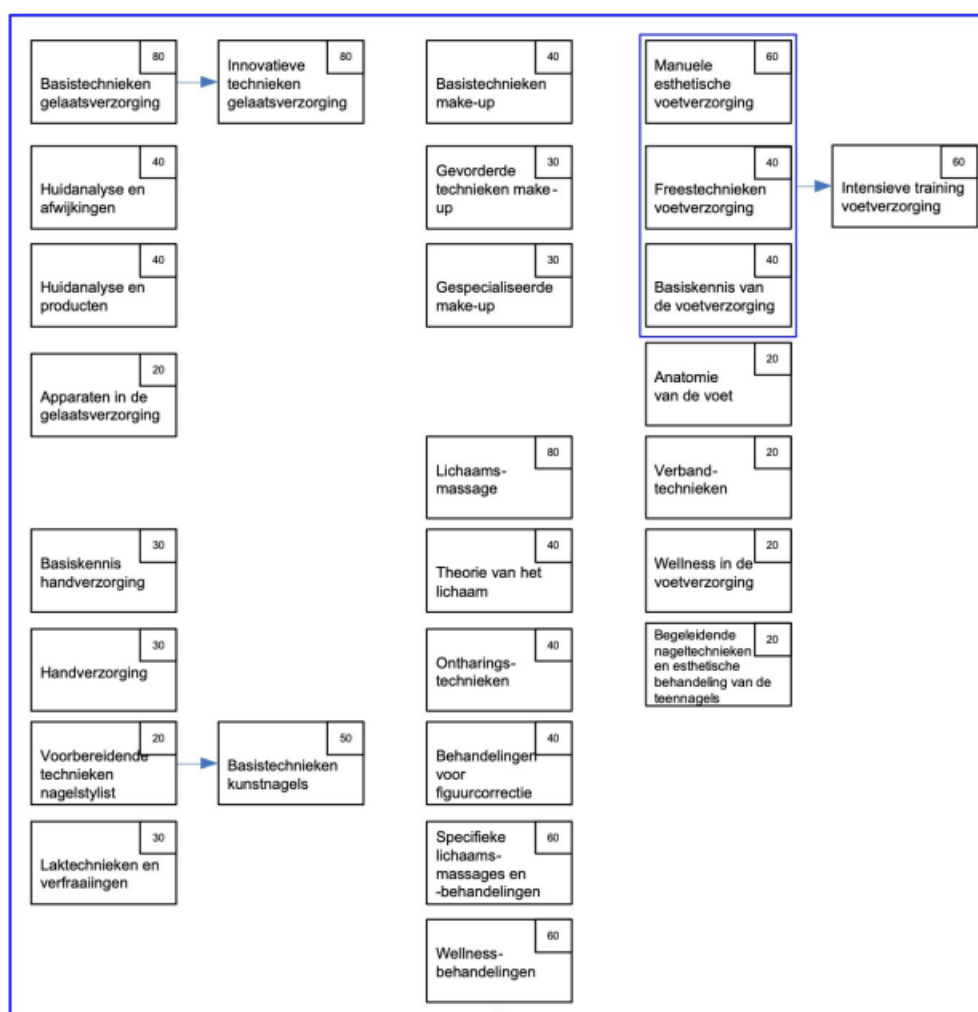 80
Basistechnieken
gelaatsverzorging
80
Innovatieve
technieken
gelaatsverzorging
40
Huidanalyse en
afwijkingen
40
Huidanalyse en
producten
20
Apparaten in de
gelaatsverzorging
30
Basiskennis
handverzorging
30
Handverzorging
20
Voorbereidende
technieken
nagelstylist
50
Basistechnieken
kunstnagels
30
Laktechnieken en
verfraaiingen
40
Basistechnieken
make-up
30
Gevorderde
technieken make-
up
30
Gespecialiseerde
make-up
80
Lichaams-
massage
40
Theorie van het
lichaam
40
Ontharings-
technieken
40
Behandelingen
voor
figuurcorrectie
60
Specifieke
lichaams-
massages en
-behandelingen
60
Wellness-
behandelingen
60
Manuele
esthetische
voetverzorging
40
Freestechnieken
voetverzorging
40
Basiskennis van
de voetverzorging
60
Intensieve training
voetverzorging
20
Anatomie
van de voet
20
Verband-
technieken
20
Wellness in de
voetverzorging
20
Begeleidende
nageltechnieken
en esthetische
behandeling van de
teennagels